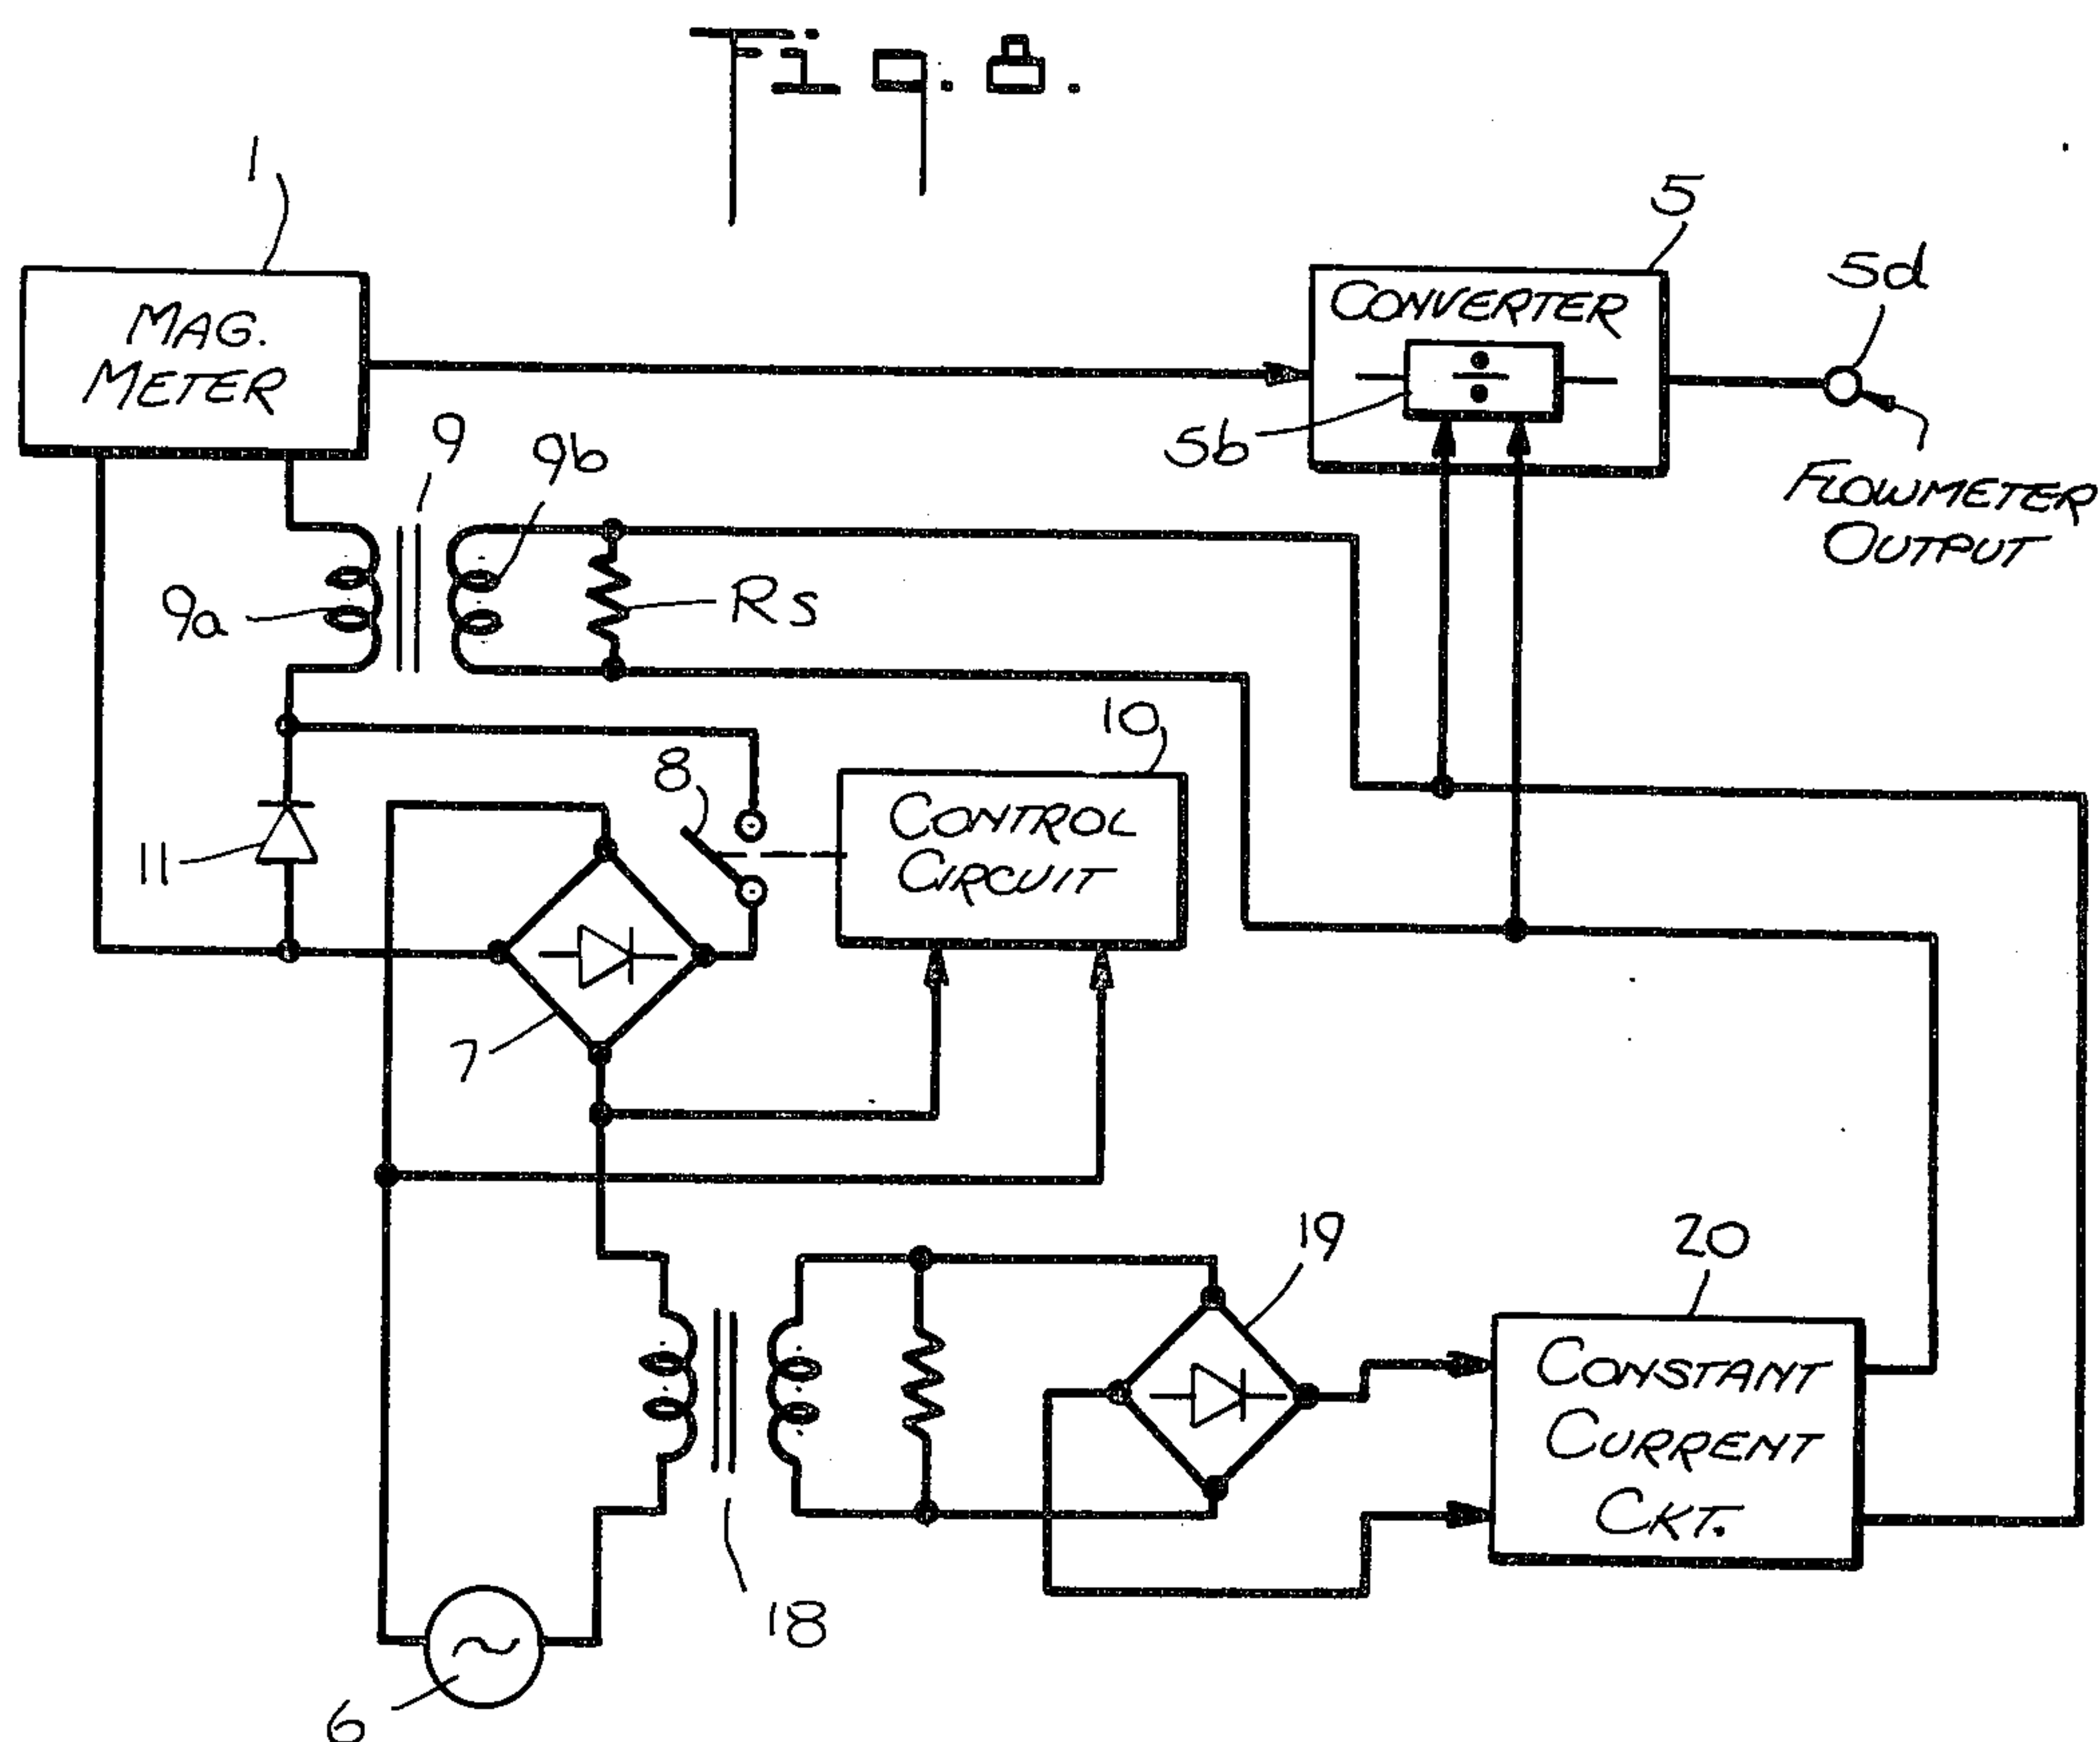 Fig. 8.
1
MAG.
METER
5
CONVERTER
÷
5b
5d
FLOWMETER
OUTPUT
9
9b
9a
Rs
10
8
CONTROL
CIRCUIT
11
7
19
20
CONSTANT
CURRENT
CKT.
18
6